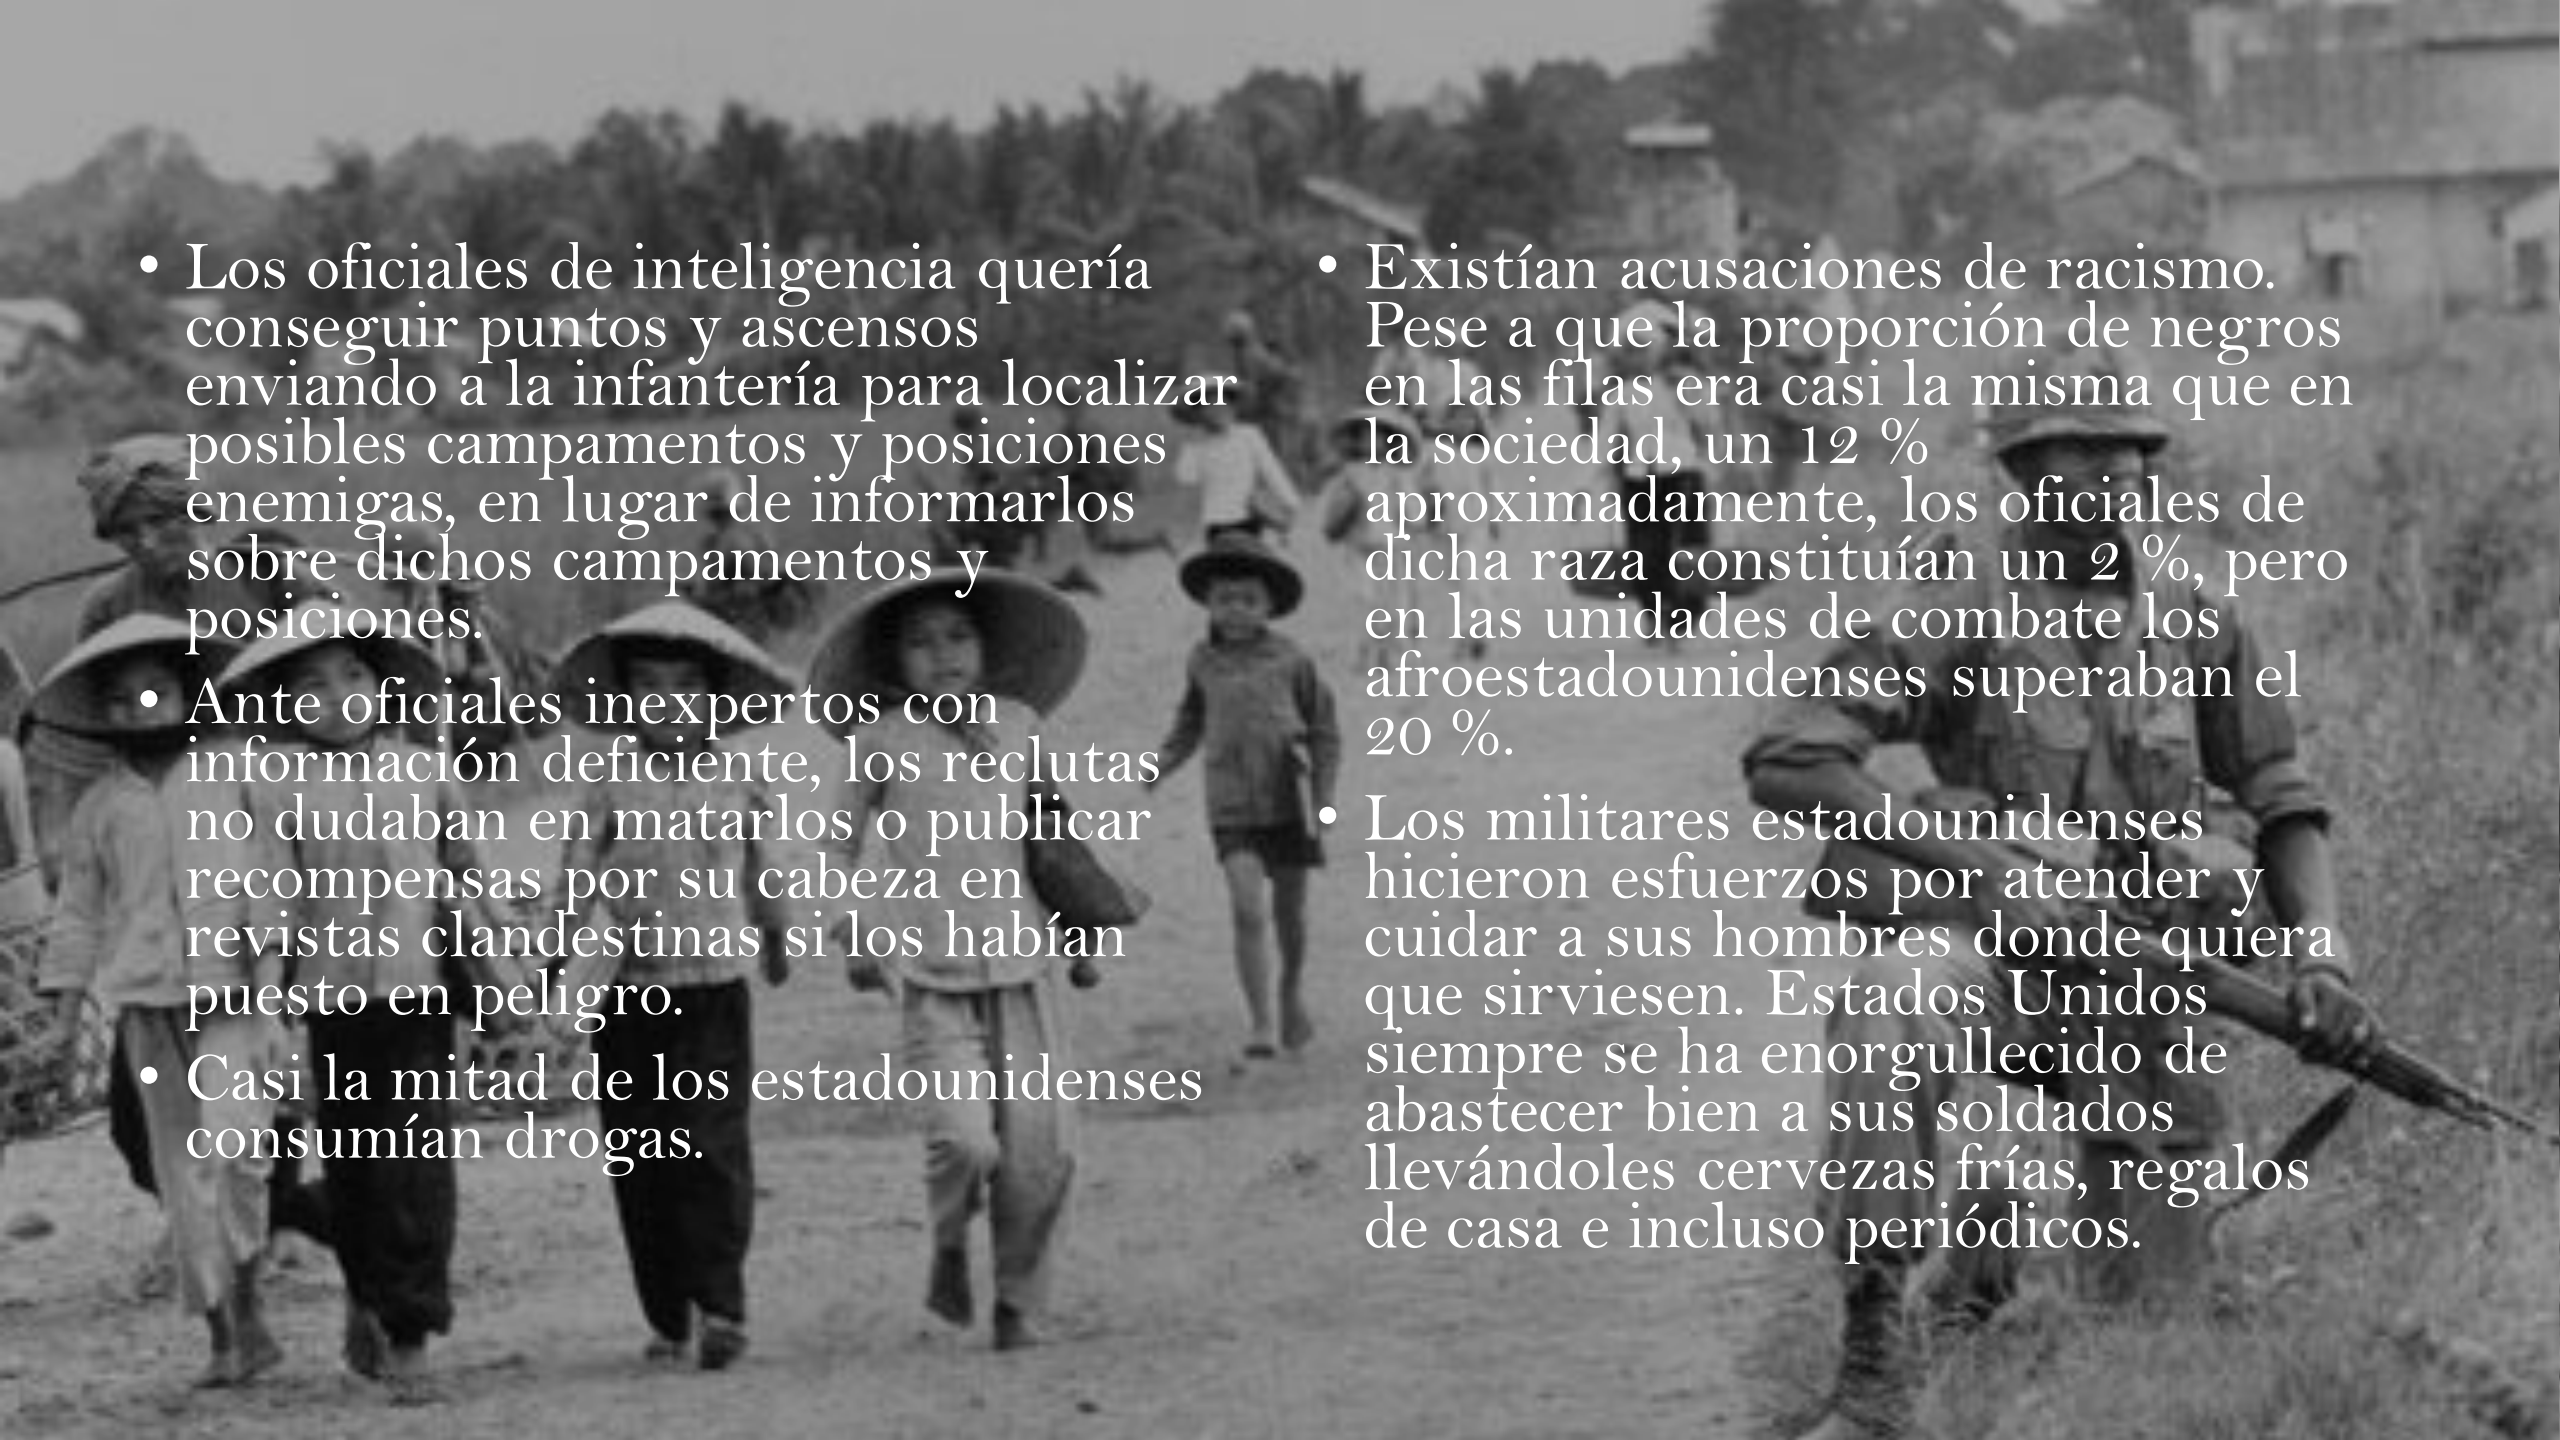 • Los oficiales de inteligencia quería
conseguir puntos y ascensos
enviando a la infantería para localizar
posibles campamentos y posiciones
enemigas, en lugar de informarlos
sobre dichos campamentos y
posiciones.
• Ante oficiales inexpertos con
información deficiente, los reclutas
no dudaban en matarlos o publicar
recompensas por su cabeza en
revistas clandestinas si los habían
puesto en peligro.
• Casi la mitad de los estadounidenses
consumían drogas.
• Existían acusaciones de racismo.
Pese a que la proporción de negros
en las filas era casi la misma que en
la sociedad, un 12 %
aproximadamente, los oficiales de
dicha raza constituían un 2 %, pero
en las unidades de combate los
afroestadounidenses superaban el
20 %.
• Los militares estadounidenses
hicieron esfuerzos por atender y
cuidar a sus hombres donde quiera
que sirviesen. Estados Unidos
siempre se ha enorgullecido de
abastecer bien a sus soldados
llevándoles cervezas frías, regalos
de casa e incluso periódicos.